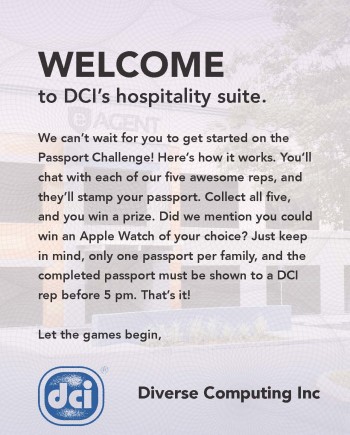 WELCOME
to DCI's hospitality suite.
AGENT
We can't wait for you to get started on the
Passport Challenge! Here's how it works. You'll
chat with each of our five awesome reps, and
they'll stamp your passport. Collect all five,
and you win a prize. Did we mention you could
win an Apple Watch of your choice? Just keep
in mind, only one passport per family, and the
completed passport must be shown to a DCI
rep before 5 pm. That's it!
Let the games begin,
dci®
Diverse Computing Inc